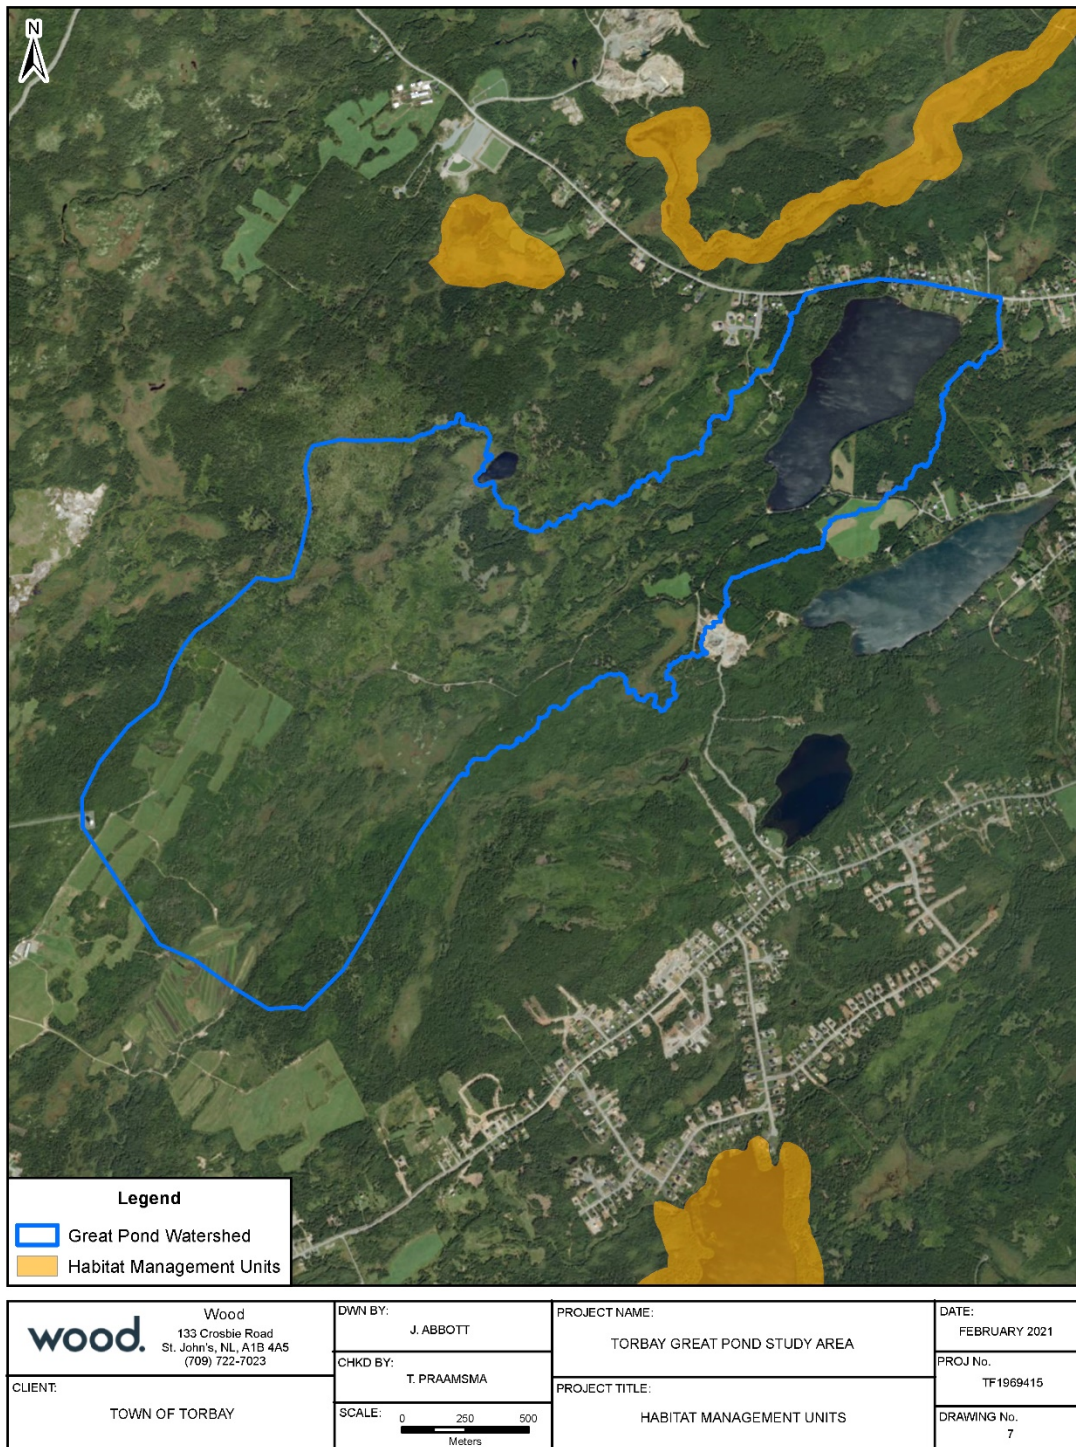 N
Legend
Great Pond Watershed
Habitat Management Units
wood.
Wood
133 Crosbie Road
St. John's, NL, A1B 4A5
(709) 722-7023
CLIENT:
TOWN OF TORBAY
DWN BY:
J. ABBOTT
CHKD BY:
T. PRAAMSMA
SCALE:
0 250 500
Meters
PROJECT NAME:
TORBAY GREAT POND STUDY AREA
PROJECT TITLE:
HABITAT MANAGEMENT UNITS
DATE:
FEBRUARY 2021
PROJ No.
TF1969415
DRAWING No.
7